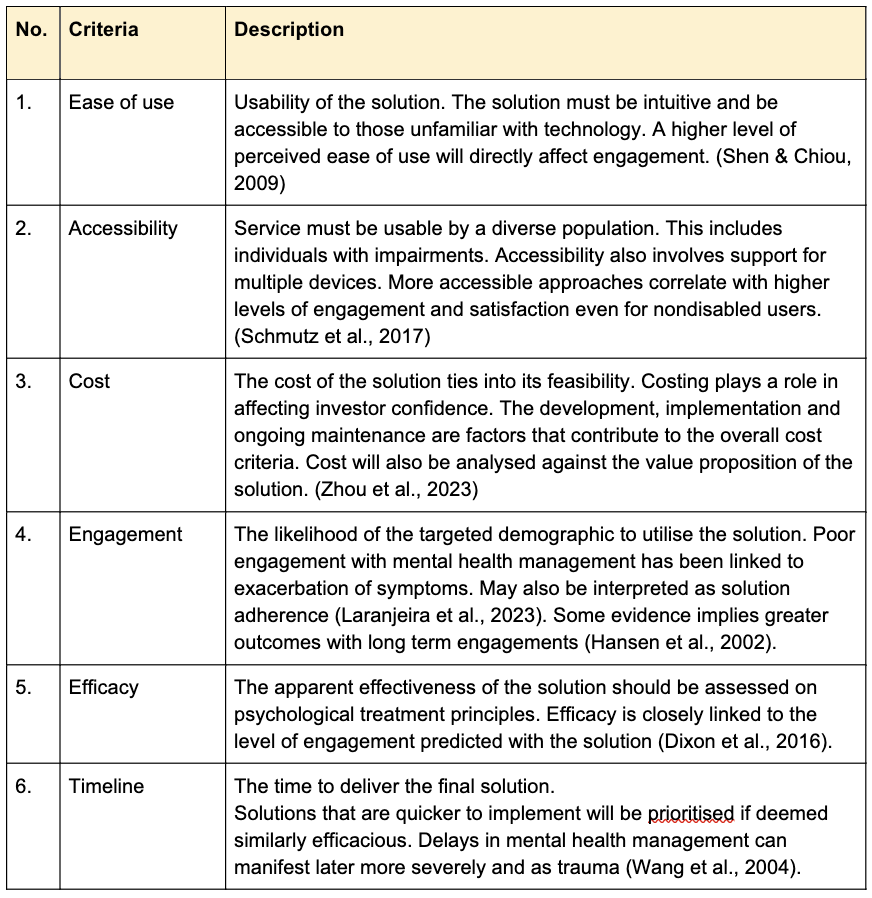 No. Criteria Description
1. Ease of use Usability of the solution. The solution must be intuitive and be
accessible to those unfamiliar with technology. A higher level of
perceived ease of use will directly affect engagement. (Shen & Chiou,
2009)
2. Accessibility Service must be usable by a diverse population. This includes
individuals with impairments. Accessibility also involves support for
multiple devices. More accessible approaches correlate with higher
levels of engagement and satisfaction even for nondisabled users.
(Schmutz et al., 2017)
3. Cost The cost of the solution ties into its feasibility. Costing plays a role in
affecting investor confidence. The development, implementation and
ongoing maintenance are factors that contribute to the overall cost
criteria. Cost will also be analysed against the value proposition of the
solution. (Zhou et al., 2023)
4. Engagement The likelihood of the targeted demographic to utilise the solution. Poor
engagement with mental health management has been linked to
exacerbation of symptoms. May also be interpreted as solution
adherence (Laranjeira et al., 2023). Some evidence implies greater
outcomes with long term engagements (Hansen et al., 2002).
5. Efficacy The apparent effectiveness of the solution should be assessed on
psychological treatment principles. Efficacy is closely linked to the
level of engagement predicted with the solution (Dixon et al., 2016).
6. Timeline The time to deliver the final solution.
Solutions that are quicker to implement will be prioritised if deemed
similarly efficacious. Delays in mental health management can
manifest later more severely and as trauma (Wang et al., 2004).